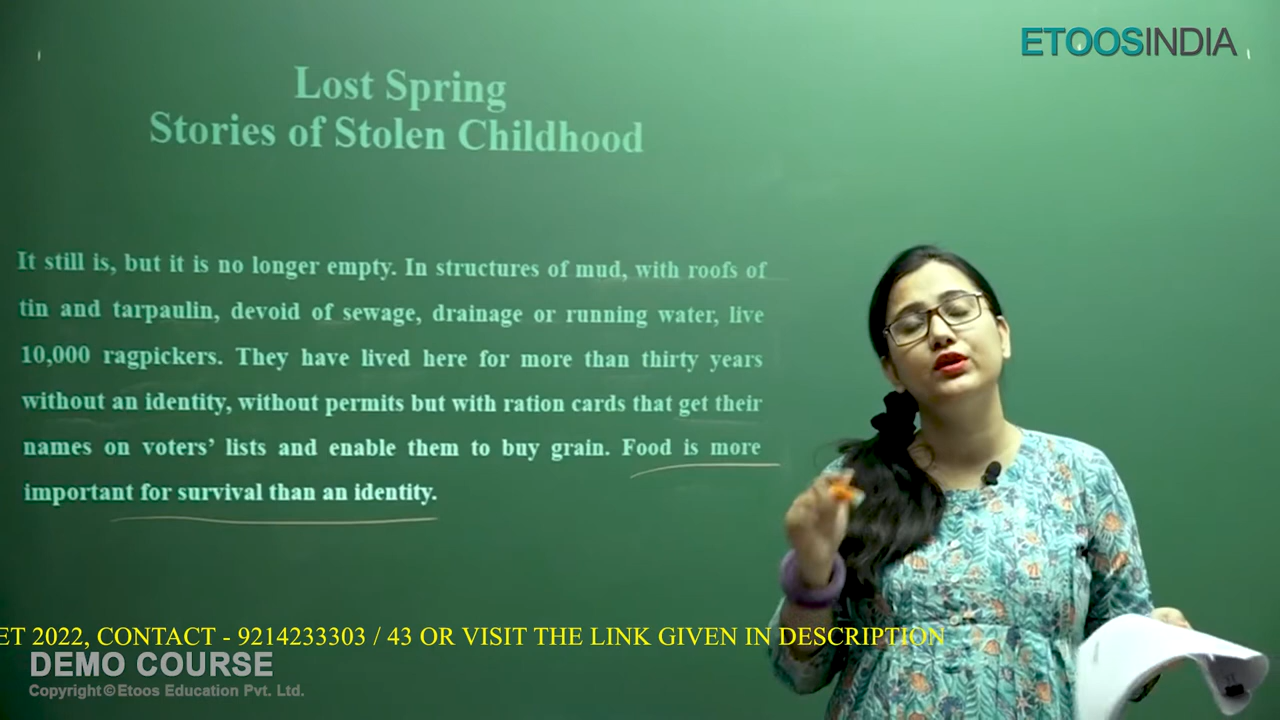 ETOOSINDIA
Lost Spring
Stories of Stolen Childhood
It still is, but it is no longer empty. In structures of mud, with roofs of
tin and tarpaulin, devoid of sewage, drainage or running water, live
10,000 ragpickers. They have lived here for more than thirty years
without an identity, without permits but with ration cards that get their
names on voters’ lists and enable them to buy grain. Food is more
important for survival than an identity.
ET 2022, CONTACT - 9214233303 / 43 OR VISIT THE LINK GIVEN IN DESCRIPTION
DEMO COURSE
Copyright © Etoos Education Pvt. Ltd.